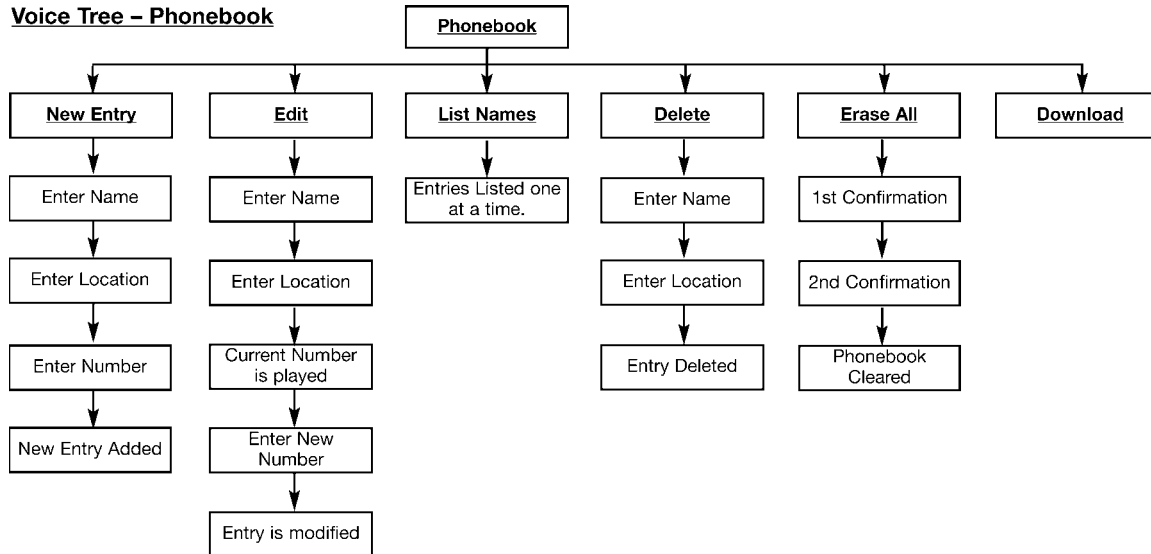 Voice Tree – Phonebook
Phonebook
New Entry
Edit
List Names
Delete
Erase All
Download
Enter Name
Enter Name
Entries Listed one
at a time.
Enter Name
1st Confirmation
Enter Location
Enter Location
Enter Location
2nd Confirmation
Enter Number
Current Number
is played
Entry Deleted
Phonebook
Cleared
New Entry Added
Enter New
Number
Entry is modified